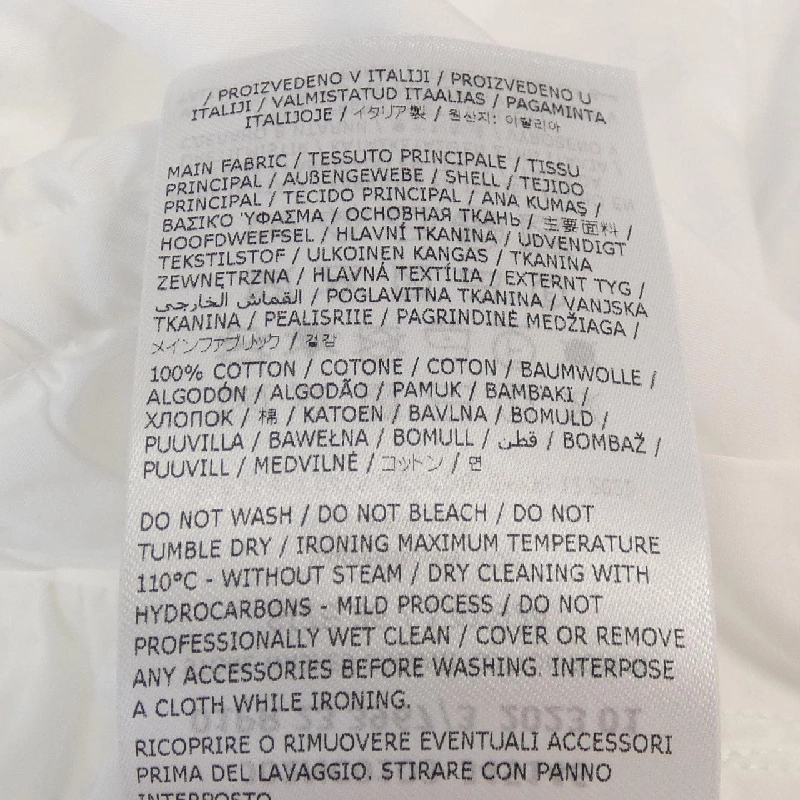 / PROIZVEDENO V ITALIJI / PROIZVEDENO U
ITALIJI / VALMISTATUD ITAALIAS / PAGAMINTA
ITALIJOJE / イタリア製 / 원산지: 이탈리아
MAIN FABRIC / TESSUTO PRINCIPALE / TISSU
PRINCIPAL / AUßENGEWEBE / SHELL / TEJIDO
PRINCIPAL / TECIDO PRINCIPAL / ANA KUMAŞ /
ΒΑΣΙΚΌ ΎΦΑΣΜΑ / ОСНОВНАЯ ТКАНЬ / 主要面料 /
HOOFDWEEFSEL / HLAVNÍ TKANINA / UDVENDIGT
TEKSTILSTOF / ULKOINEN KANGAS / TKANINA
ZEWNĘTRZNA / HLAVNÁ TEXTÍLIA / EXTERNT TYG /
القماش الخارجي / POGLAVITNA TKANINA / VANJSKA
TKANINA / PEALISRIIE / PAGRINDINĖ MEDŽIAGA /
メインファブリック / 겉감
100% COTTON / COTONE / COTON / BAUMWOLLE /
ALGODÓN / ALGODÃO / PAMUK / ΒΑΜΒΑΚΙ /
ХЛОПОК / 棉 / KATOEN / BAVLNA / BOMULD /
PUUVILLA / BAWEŁNA / BOMULL / قطن / BOMBAŽ /
PUUVILL / MEDVILNĖ / コットン / 면
DO NOT WASH / DO NOT BLEACH / DO NOT
TUMBLE DRY / IRONING MAXIMUM TEMPERATURE
110°C - WITHOUT STEAM / DRY CLEANING WITH
HYDROCARBONS - MILD PROCESS / DO NOT
PROFESSIONALLY WET CLEAN / COVER OR REMOVE
ANY ACCESSORIES BEFORE WASHING. INTERPOSE
A CLOTH WHILE IRONING.
RICOPRIRE O RIMUOVERE EVENTUALI ACCESSORI
PRIMA DEL LAVAGGIO. STIRARE CON PANNO
INTERPOSTO